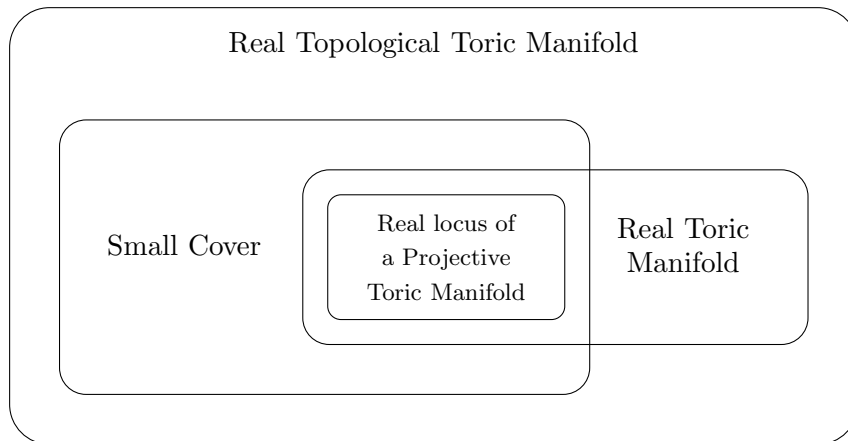 Real Topological Toric Manifold
Small Cover
Real locus of
a Projective
Toric Manifold
Real Toric
Manifold